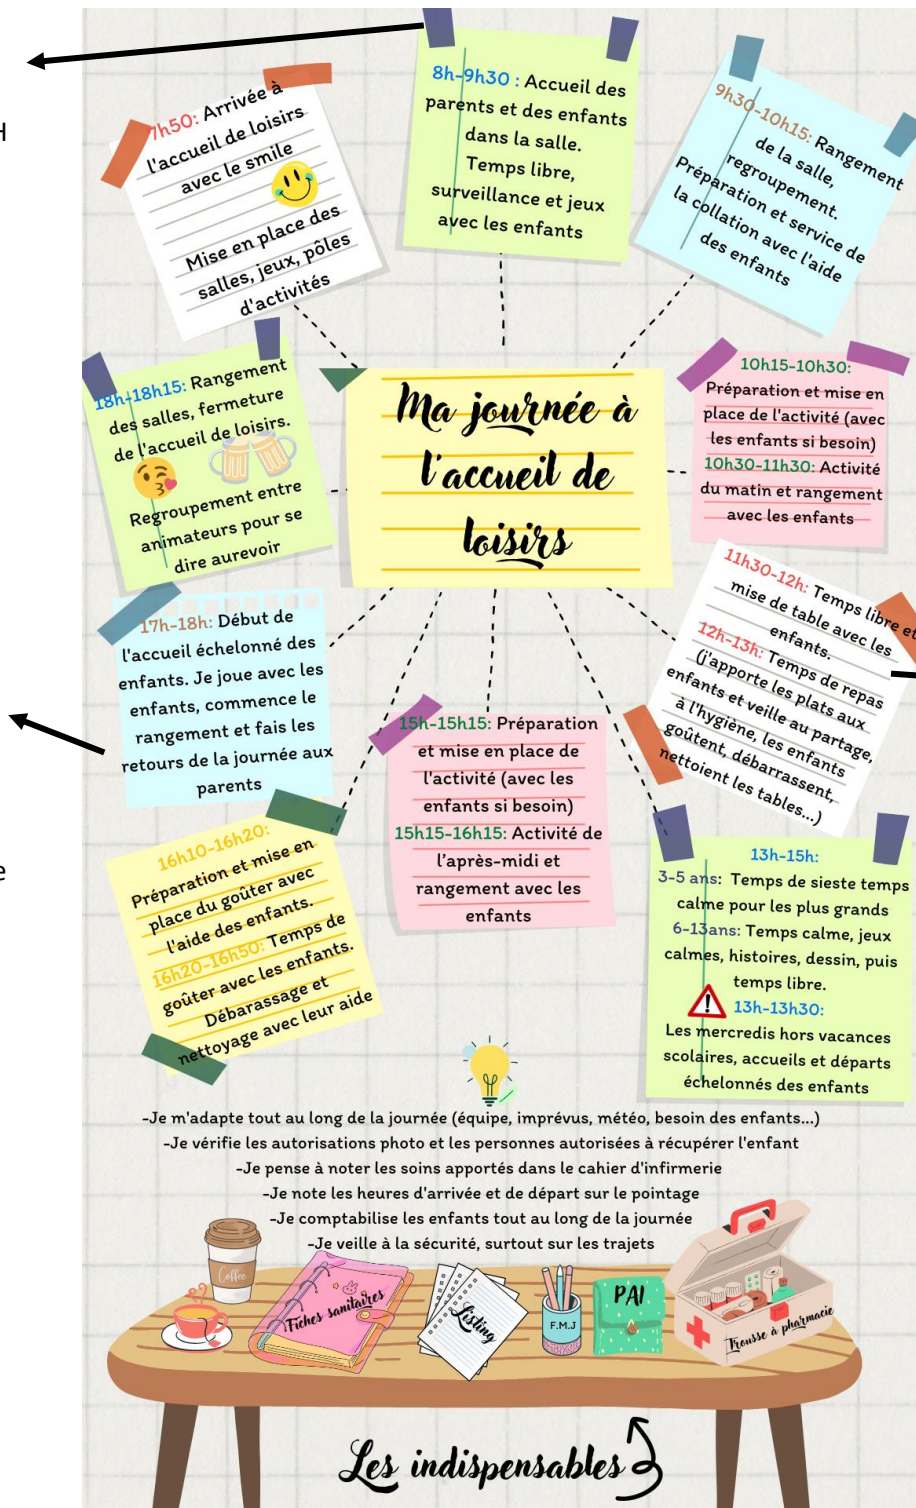 H
e
7h50: Arrivée à
l'accueil de loisirs
avec le smile
Mise en place des
salles, jeux, pôles
d'activités
8h-9h30 : Accueil des
parents et des enfants
dans la salle.
Temps libre,
surveillance et jeux
avec les enfants
9h30-10h15: Rangement
de la salle,
regroupement.
Préparation et service de
la collation avec l'aide
des enfants
Ma journée à
l'accueil de
loisirs
10h15-10h30:
Préparation et mise en
place de l'activité (avec
les enfants si besoin)
10h30-11h30: Activité
du matin et rangement
avec les enfants
11h30-12h: Temps libre et
mise de table avec les
enfants.
12h-13h: Temps de repas
(j'apporte les plats aux
enfants et veille au partage,
à l'hygiène, les enfants
goûtent, débarrassent,
nettoient les tables...)
13h-15h:
3-5 ans: Temps de sieste temps
calme pour les plus grands
6-13ans: Temps calme, jeux
calmes, histoires, dessin, puis
temps libre.
13h-13h30:
Les mercredis hors vacances
scolaires, accueils et départs
échelonnés des enfants
15h-15h15: Préparation
et mise en place de
l'activité (avec les
enfants si besoin)
15h15-16h15: Activité de
l'après-midi et
rangement avec les
enfants
16h10-16h20:
Préparation et mise en
place du goûter avec
l'aide des enfants.
16h20-16h50: Temps de
goûter avec les enfants.
Débarassage et
nettoyage avec leur aide
17h-18h: Début de
l'accueil échelonné des
enfants. Je joue avec les
enfants, commence le
rangement et fais les
retours de la journée aux
parents
18h-18h15: Rangement
des salles, fermeture
de l'accueil de loisirs.
Regroupement entre
animateurs pour se
dire aurevoir
-Je m'adapte tout au long de la journée (équipe, imprévus, météo, besoin des enfants...)
-Je vérifie les autorisations photo et les personnes autorisées à récupérer l'enfant
-Je pense à noter les soins apportés dans le cahier d'infirmerie
-Je note les heures d'arrivée et de départ sur le pointage
-Je comptabilise les enfants tout au long de la journée
-Je veille à la sécurité, surtout sur les trajets
Coffee
Fiches sanitaires
Listing
F.M.J
PAI
Trousse à pharmacie
Les indispensables